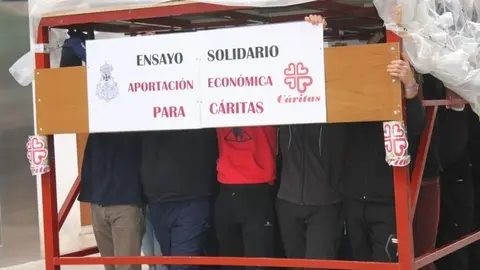 ENSAYO SOLIDARIO
APORTACIÓN ECONÓMICA
PARA CÁRITAS
Cáritas